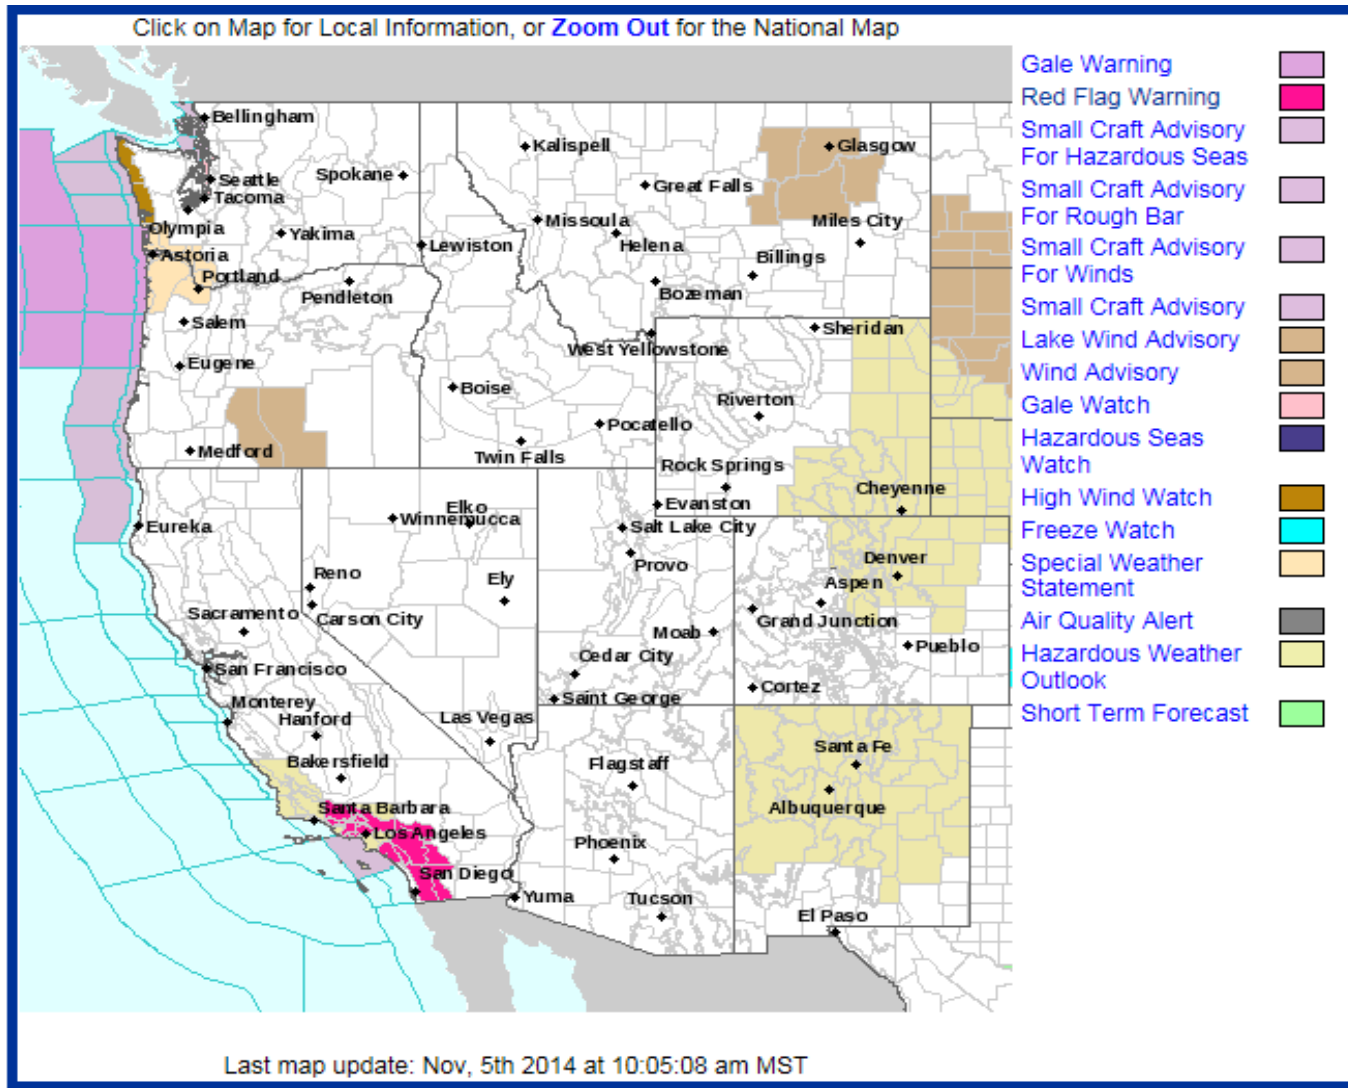 Click on Map for Local Information, or Zoom Out for the National Map
Gale Warning
Red Flag Warning
Small Craft Advisory
For Hazardous Seas
Small Craft Advisory
For Rough Bar
Small Craft Advisory
For Winds
Small Craft Advisory
Lake Wind Advisory
Wind Advisory
Gale Watch
Hazardous Seas
Watch
High Wind Watch
Freeze Watch
Special Weather
Statement
Air Quality Alert
Hazardous Weather
Outlook
Short Term Forecast
Bellingham
Kalispell
Glasgow
Seattle
Spokane
Great Falls
Tacoma
Missoula
Miles City
Olympia
Yakima
Lewiston
Helena
Astoria
Billings
Portland
Pendleton
Bozeman
Salem
Sheridan
West Yellowstone
Eugene
Boise
Riverton
Pocatello
Medford
Twin Falls
Rock Springs
Cheyenne
Evanston
Elko
Winnemucca
Eureka
Salt Lake City
Denver
Provo
Reno
Ely
Aspen
Sacramento
Carson City
Grand Junction
Moab
Pueblo
Cedar City
San Francisco
Cortez
Saint George
Monterey
Hanford
Las Vegas
Santa Fe
Bakersfield
Flagstaff
Albuquerque
Santa Barbara
Los Angeles
Phoenix
San Diego
Yuma
Tucson
El Paso
Last map update: Nov, 5th 2014 at 10:05:08 am MST